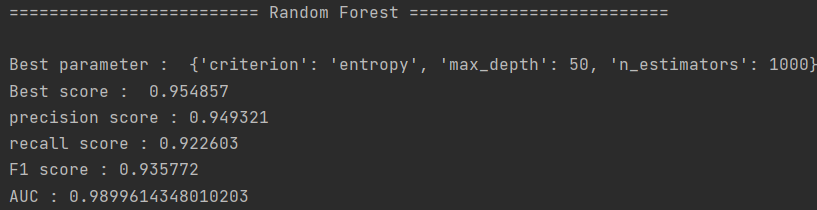 ========================= Random Forest ==========================
Best parameter :  {'criterion': 'entropy', 'max_depth': 50, 'n_estimators': 1000}
Best score :  0.954857
precision score : 0.949321
recall score : 0.922603
F1 score : 0.935772
AUC : 0.9899614348010203